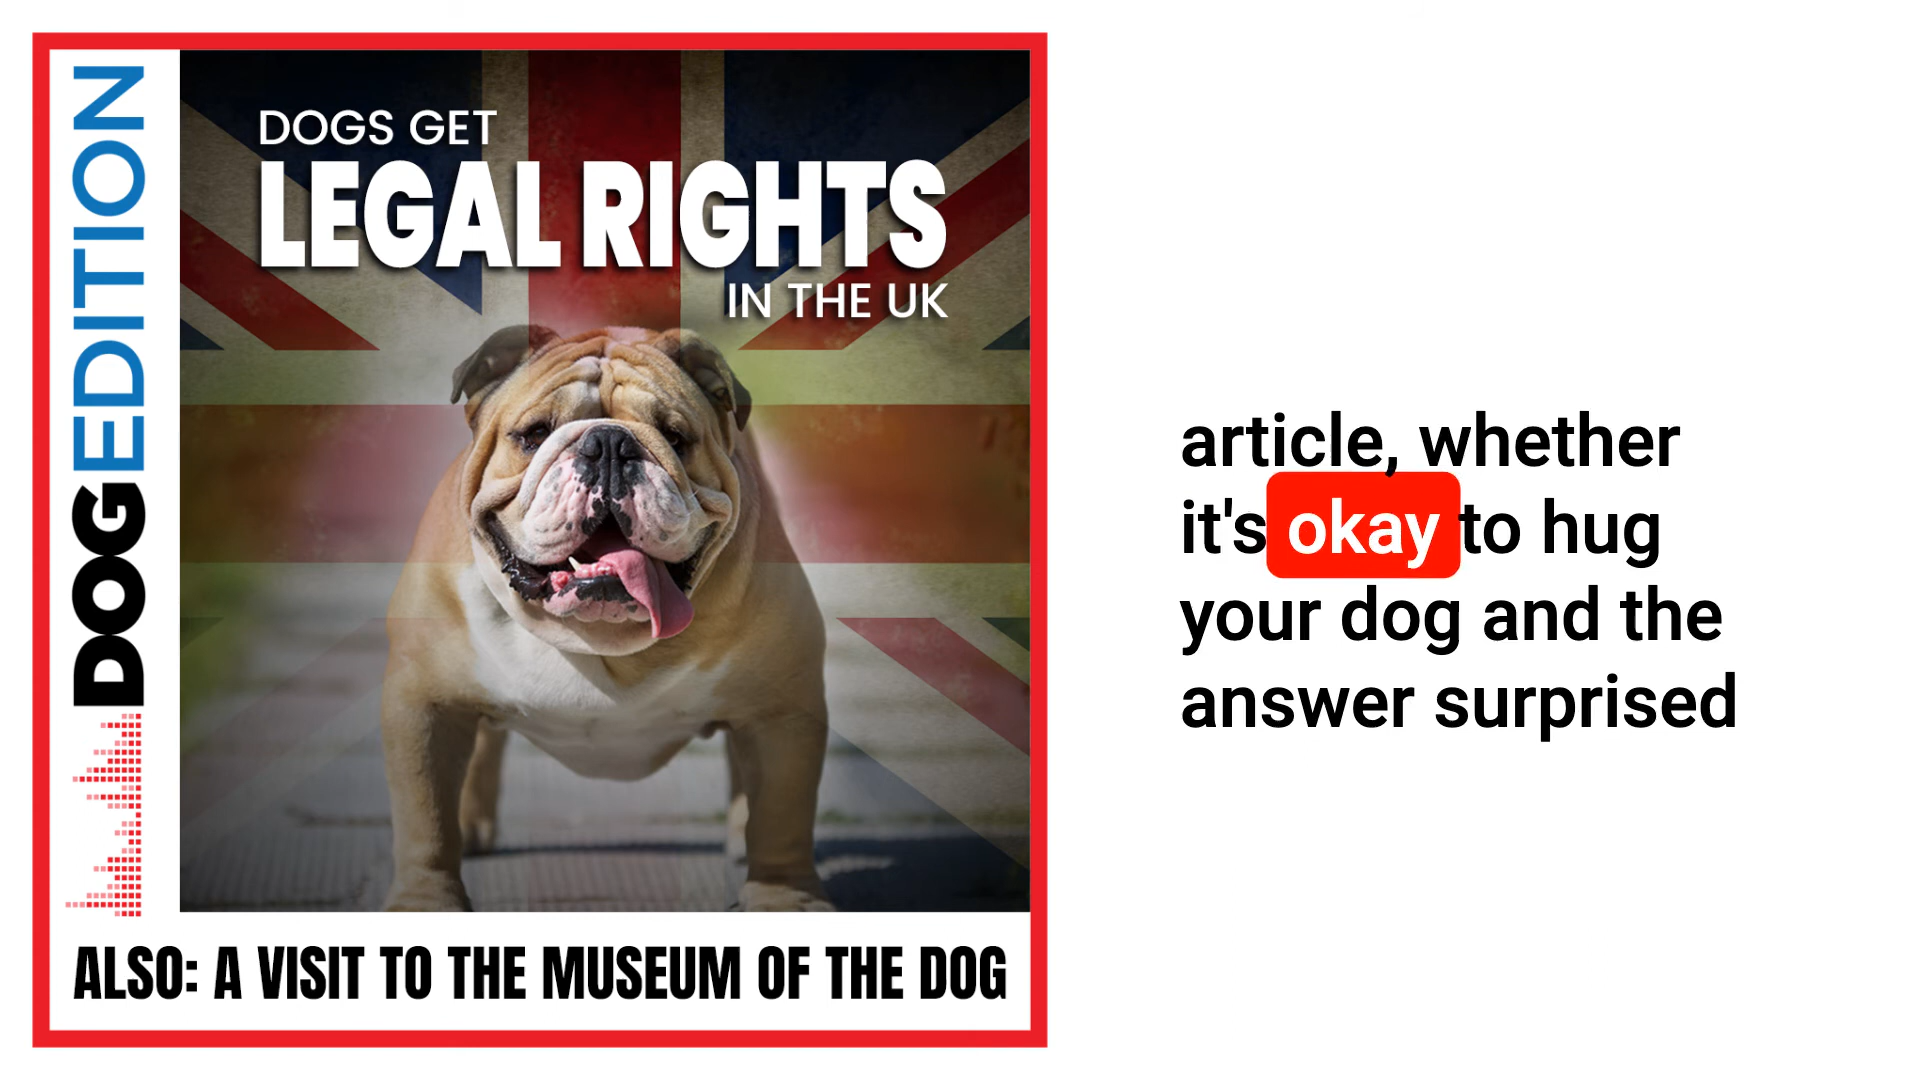 DOGEDITION
DOGS GET
LEGAL RIGHTS
IN THE UK
ALSO: A VISIT TO THE MUSEUM OF THE DOG
article, whether
it's okay to hug
your dog and the
answer surprised